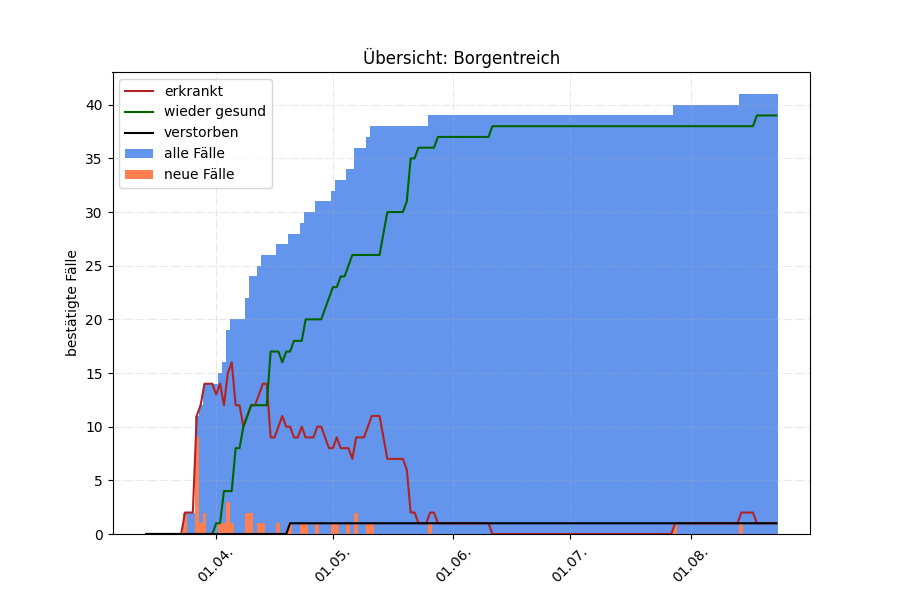 Übersicht: Borgentreich
erkrankt
wieder gesund
verstorben
alle Fälle
neue Fälle
bestätigte Fälle
40
35
30
25
20
15
10
5
0
01.04.
01.05.
01.06.
01.07.
01.08.